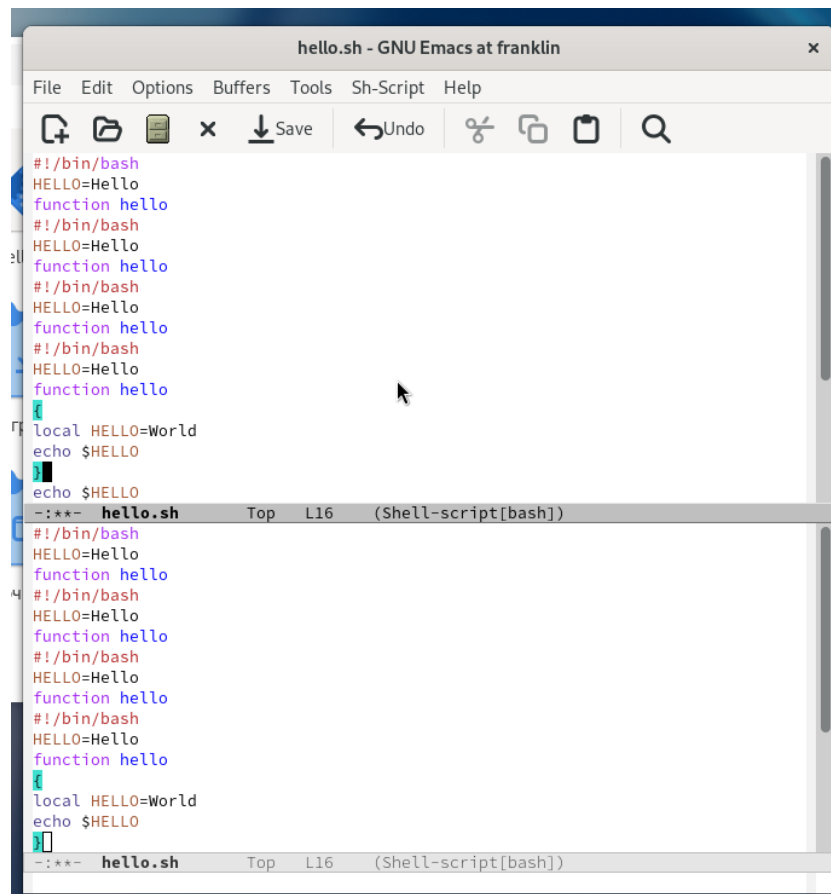 hello.sh - GNU Emacs at franklin
File Edit Options Buffers Tools Sh-Script Help
Save Undo
#!/bin/bash
HELLO=Hello
function hello
#!/bin/bash
HELLO=Hello
function hello
#!/bin/bash
HELLO=Hello
function hello
#!/bin/bash
HELLO=Hello
function hello
{
local HELLO=World
echo $HELLO
}
echo $HELLO
-:**- hello.sh Top L16 (Shell-script[bash])
#!/bin/bash
HELLO=Hello
function hello
#!/bin/bash
HELLO=Hello
function hello
#!/bin/bash
HELLO=Hello
function hello
#!/bin/bash
HELLO=Hello
function hello
{
local HELLO=World
echo $HELLO
}
-:**- hello.sh Top L16 (Shell-script[bash])